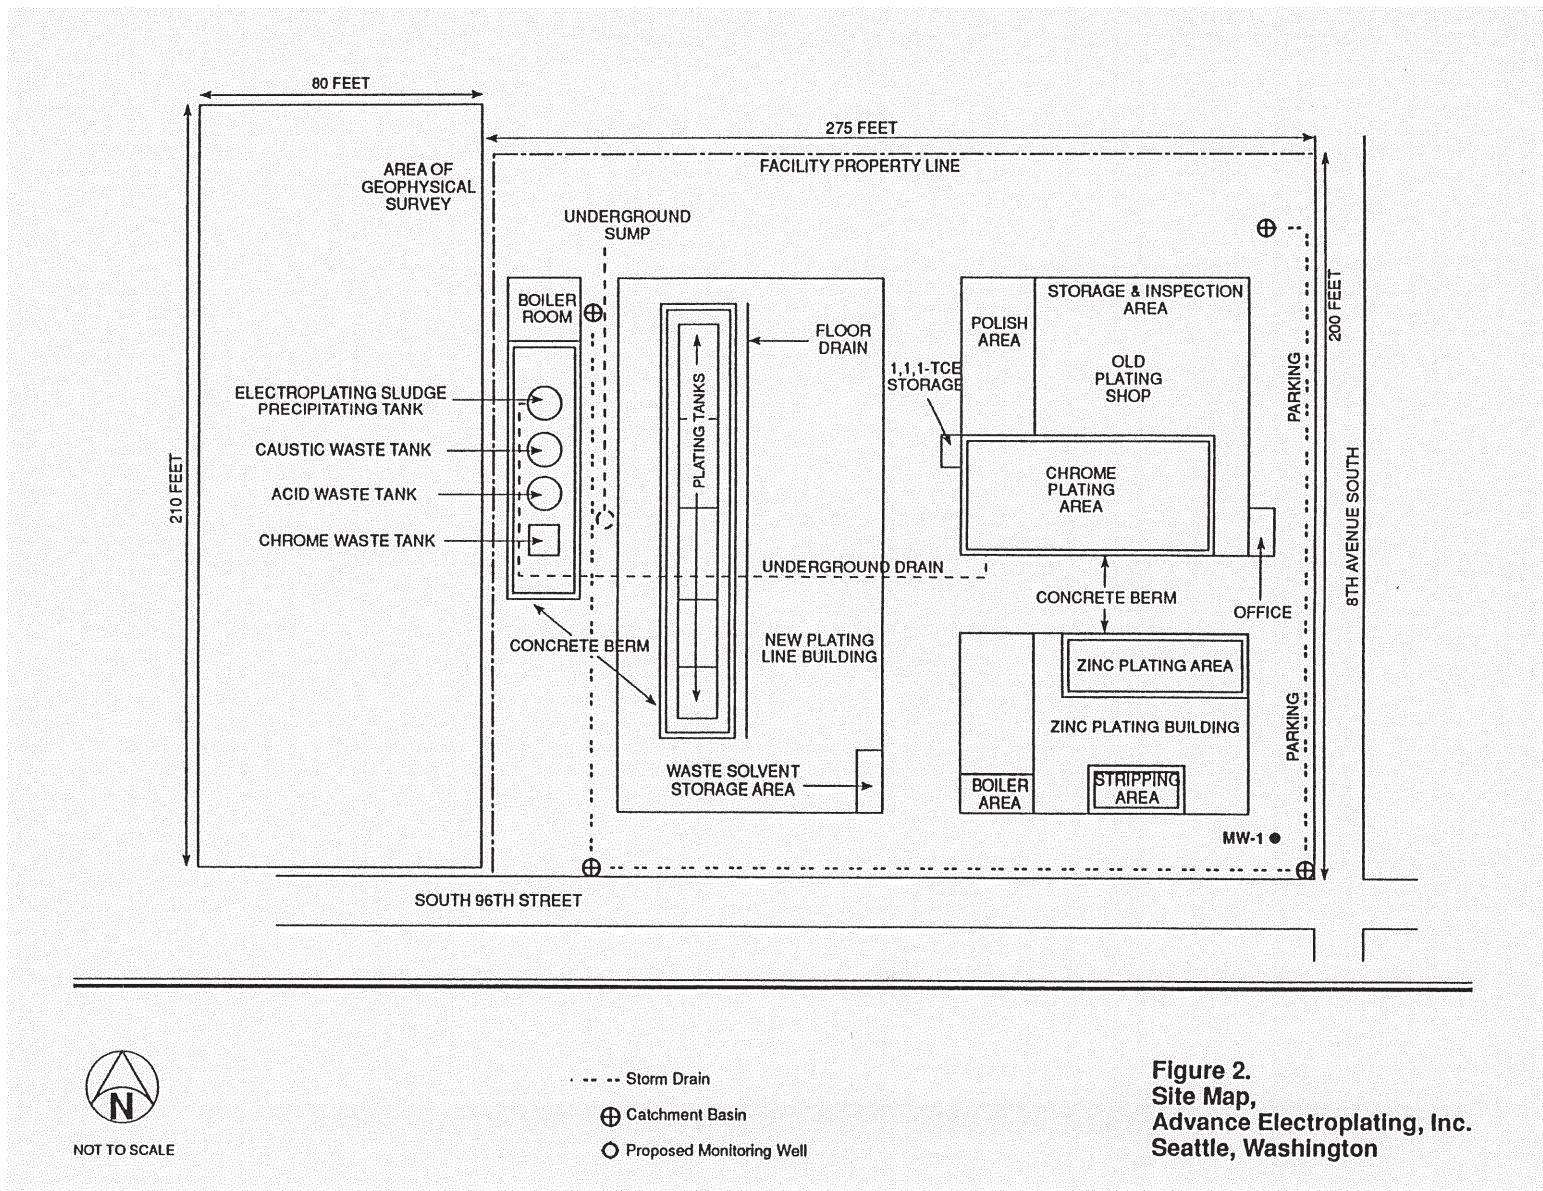 80 FEET
275 FEET
FACILITY PROPERTY LINE
AREA OF
GEOPHYSICAL
SURVEY
210 FEET
UNDERGROUND
SUMP
BOILER
ROOM
ELECTROPLATING SLUDGE
PRECIPITATING TANK
CAUSTIC WASTE TANK
ACID WASTE TANK
CHROME WASTE TANK
CONCRETE BERM
PLATING TANKS
FLOOR
DRAIN
UNDERGROUND DRAIN
NEW PLATING
LINE BUILDING
WASTE SOLVENT
STORAGE AREA
1,1,1-TCE
STORAGE
POLISH
AREA
STORAGE & INSPECTION
AREA
OLD
PLATING
SHOP
CHROME
PLATING
AREA
CONCRETE BERM
OFFICE
ZINC PLATING AREA
ZINC PLATING BUILDING
BOILER
AREA
STRIPPING
AREA
MW-1
PARKING
PARKING
200 FEET
8TH AVENUE SOUTH
SOUTH 96TH STREET
N
NOT TO SCALE
Storm Drain
Catchment Basin
Proposed Monitoring Well
Figure 2.
Site Map,
Advance Electroplating, Inc.
Seattle, Washington